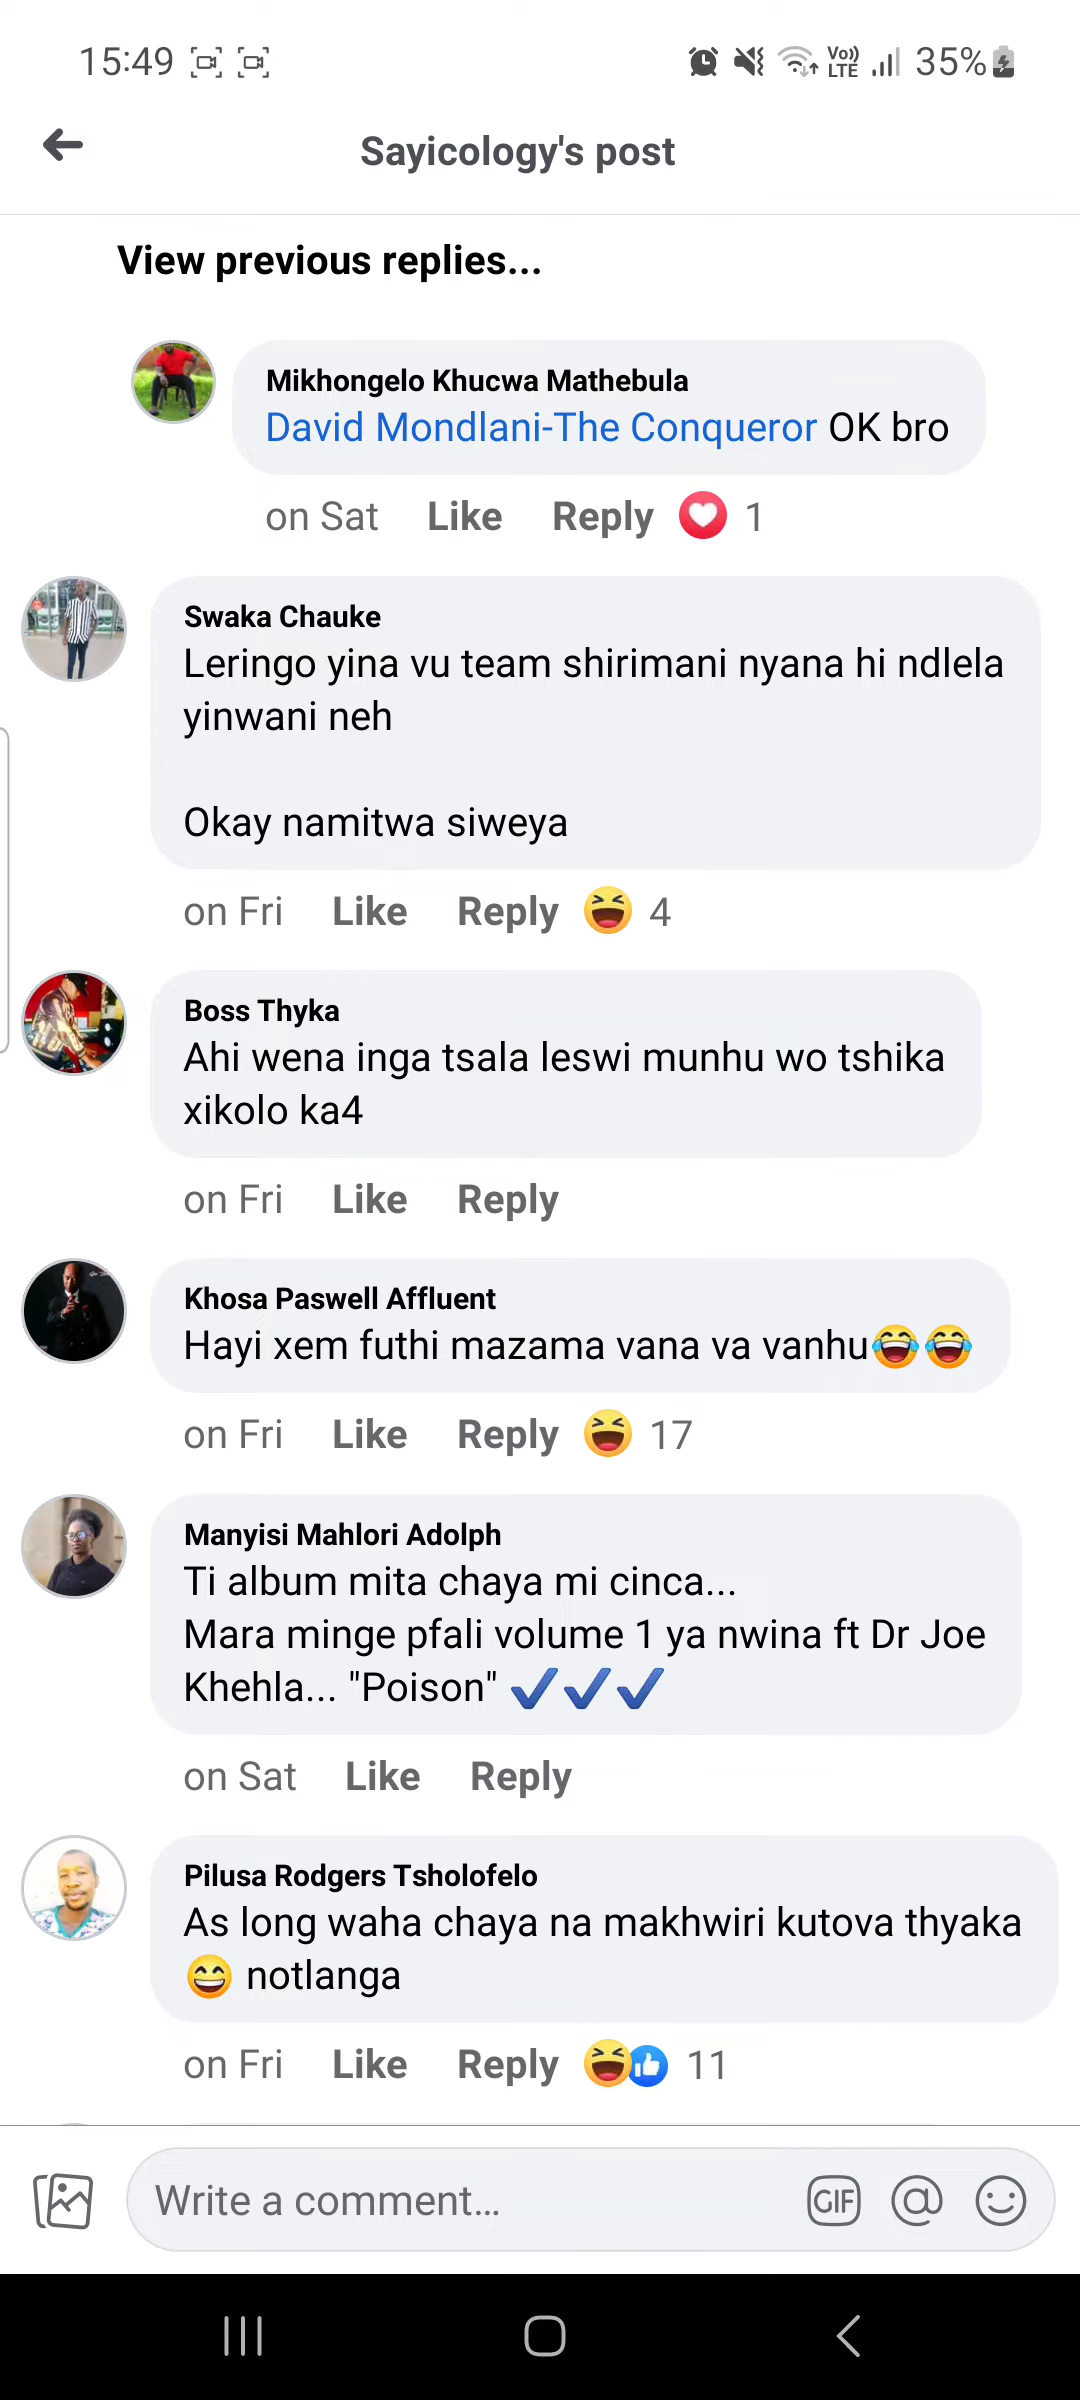 15:49
Vo)) LTE
35%
Sayicology's post
View previous replies...
Mikhongelo Khucwa Mathebula
David Mondlani-The Conqueror OK bro
on Sat Like Reply 1
Swaka Chauke
Leringo yina vu team shirimani nyana hi ndlela
yinwani neh
Okay namitwa siweya
on Fri Like Reply 4
Boss Thyka
Ahi wena inga tsala leswi munhu wo tshika
xikolo ka4
on Fri Like Reply
Khosa Paswell Affluent
Hayi xem futhi mazama vana va vanhu😂😂
on Fri Like Reply 17
Manyisi Mahlori Adolph
Ti album mita chaya mi cinca...
Mara minge pfali volume 1 ya nwina ft Dr Joe
Khehla... "Poison" ✔✔✔
on Sat Like Reply
Pilusa Rodgers Tsholofelo
As long waha chaya na makhwiri kutova thyaka
😄 notlanga
on Fri Like Reply 11
Write a comment...
GIF @